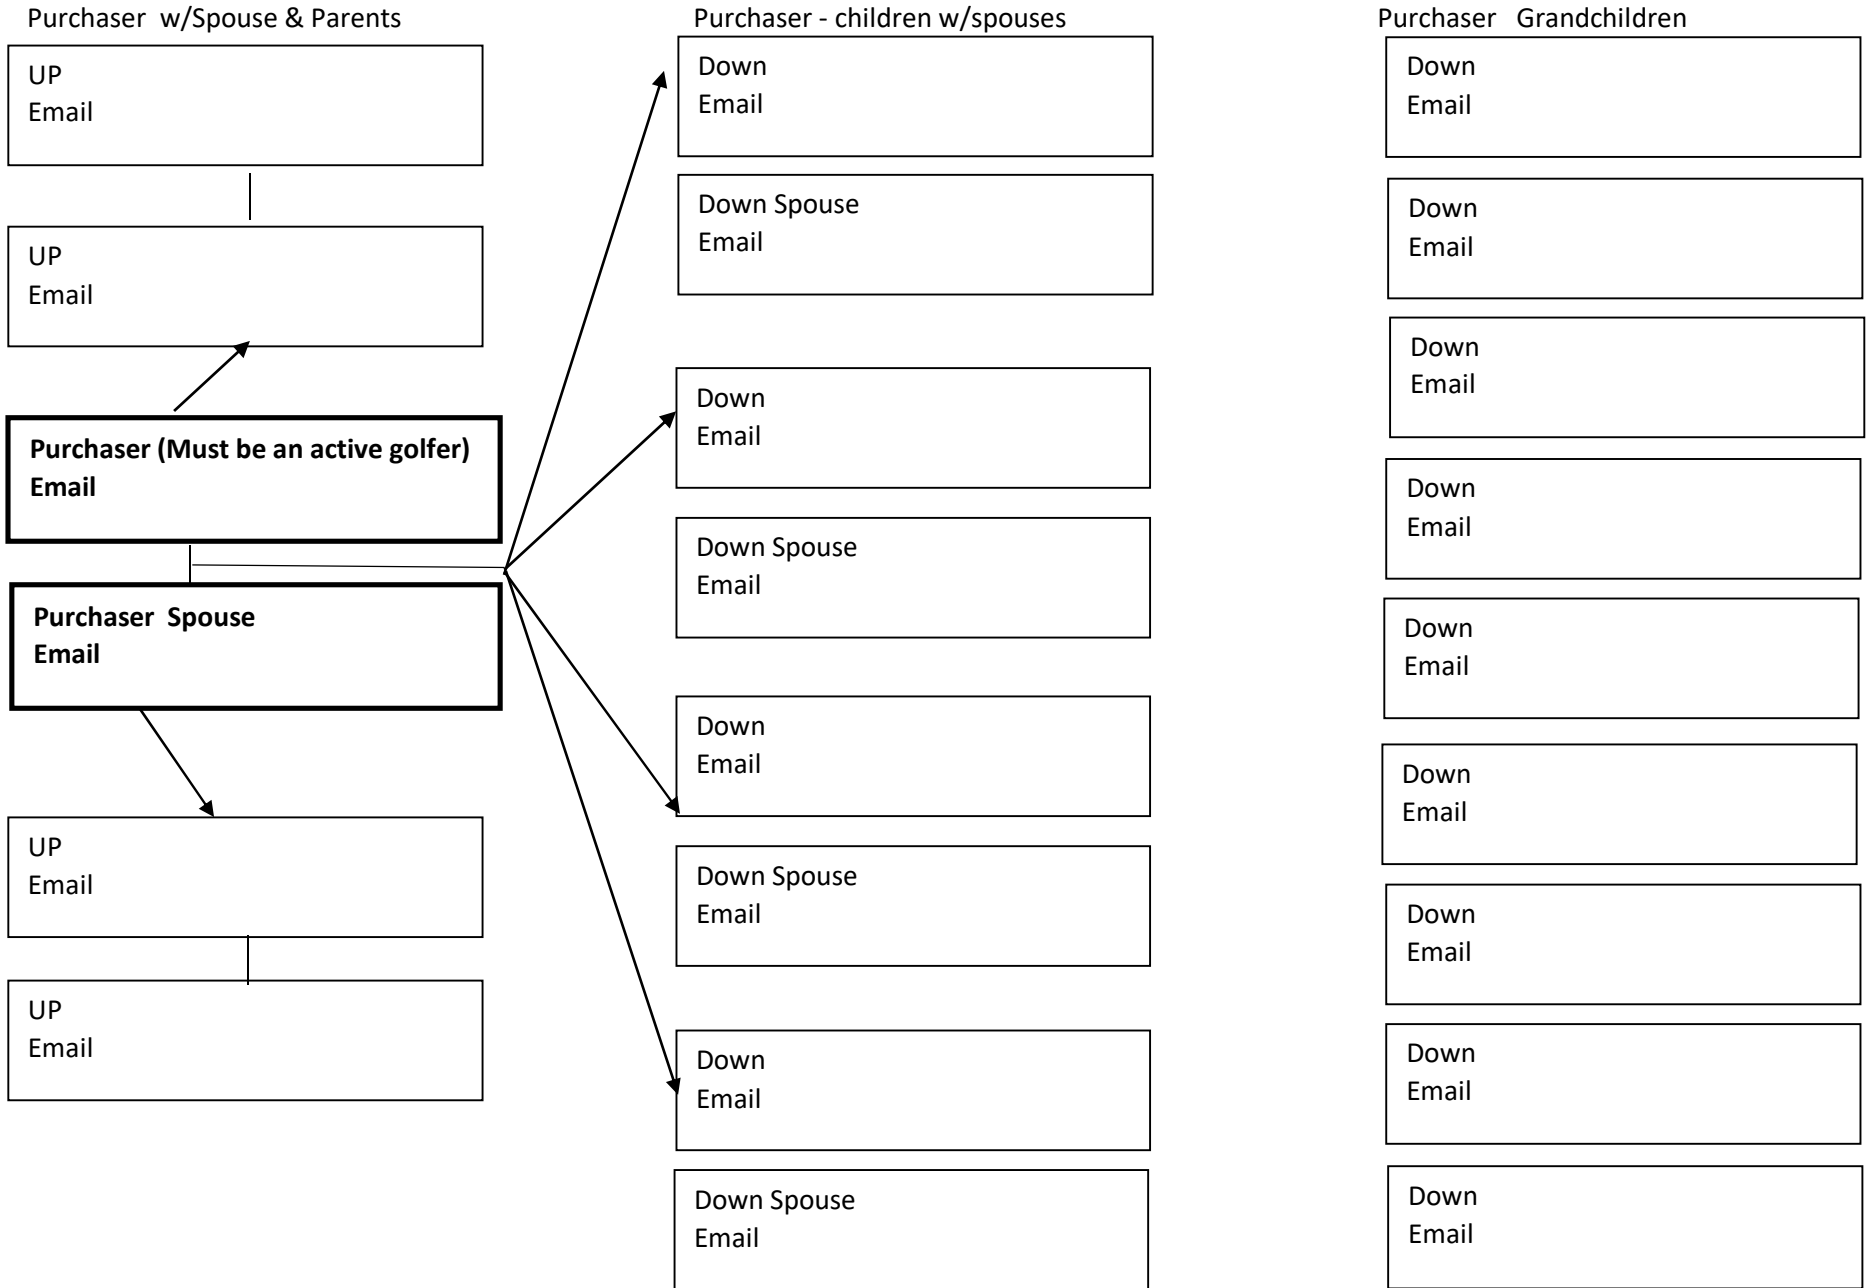 Purchaser  w/Spouse & Parents
UP
Email
UP
Email
Purchaser (Must be an active golfer)
Email
Purchaser  Spouse
Email
UP
Email
UP
Email
Purchaser - children w/spouses
Down
Email
Down Spouse
Email
Down
Email
Down Spouse
Email
Down
Email
Down Spouse
Email
Down
Email
Down Spouse
Email
Purchaser   Grandchildren
Down
Email
Down
Email
Down
Email
Down
Email
Down
Email
Down
Email
Down
Email
Down
Email
Down
Email